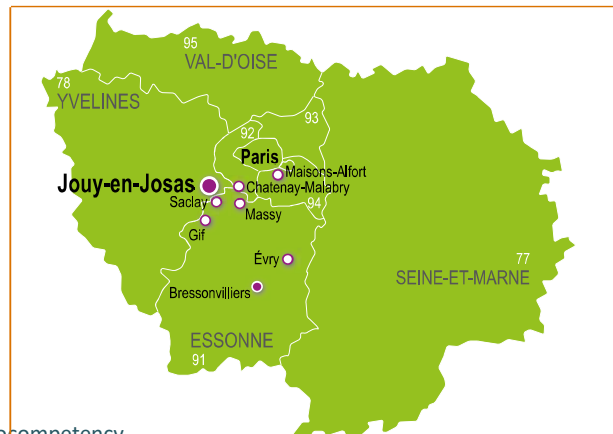 95
VAL-D'OISE
78
YVELINES
93
92
Paris
Maisons-Alfort
Jouy-en-Josas
Chatenay-Malabry
Saclay
94
Massy
Gif
Évry
77
SEINE-ET-MARNE
Bressonvilliers
ESSONNE
91
ocompetency